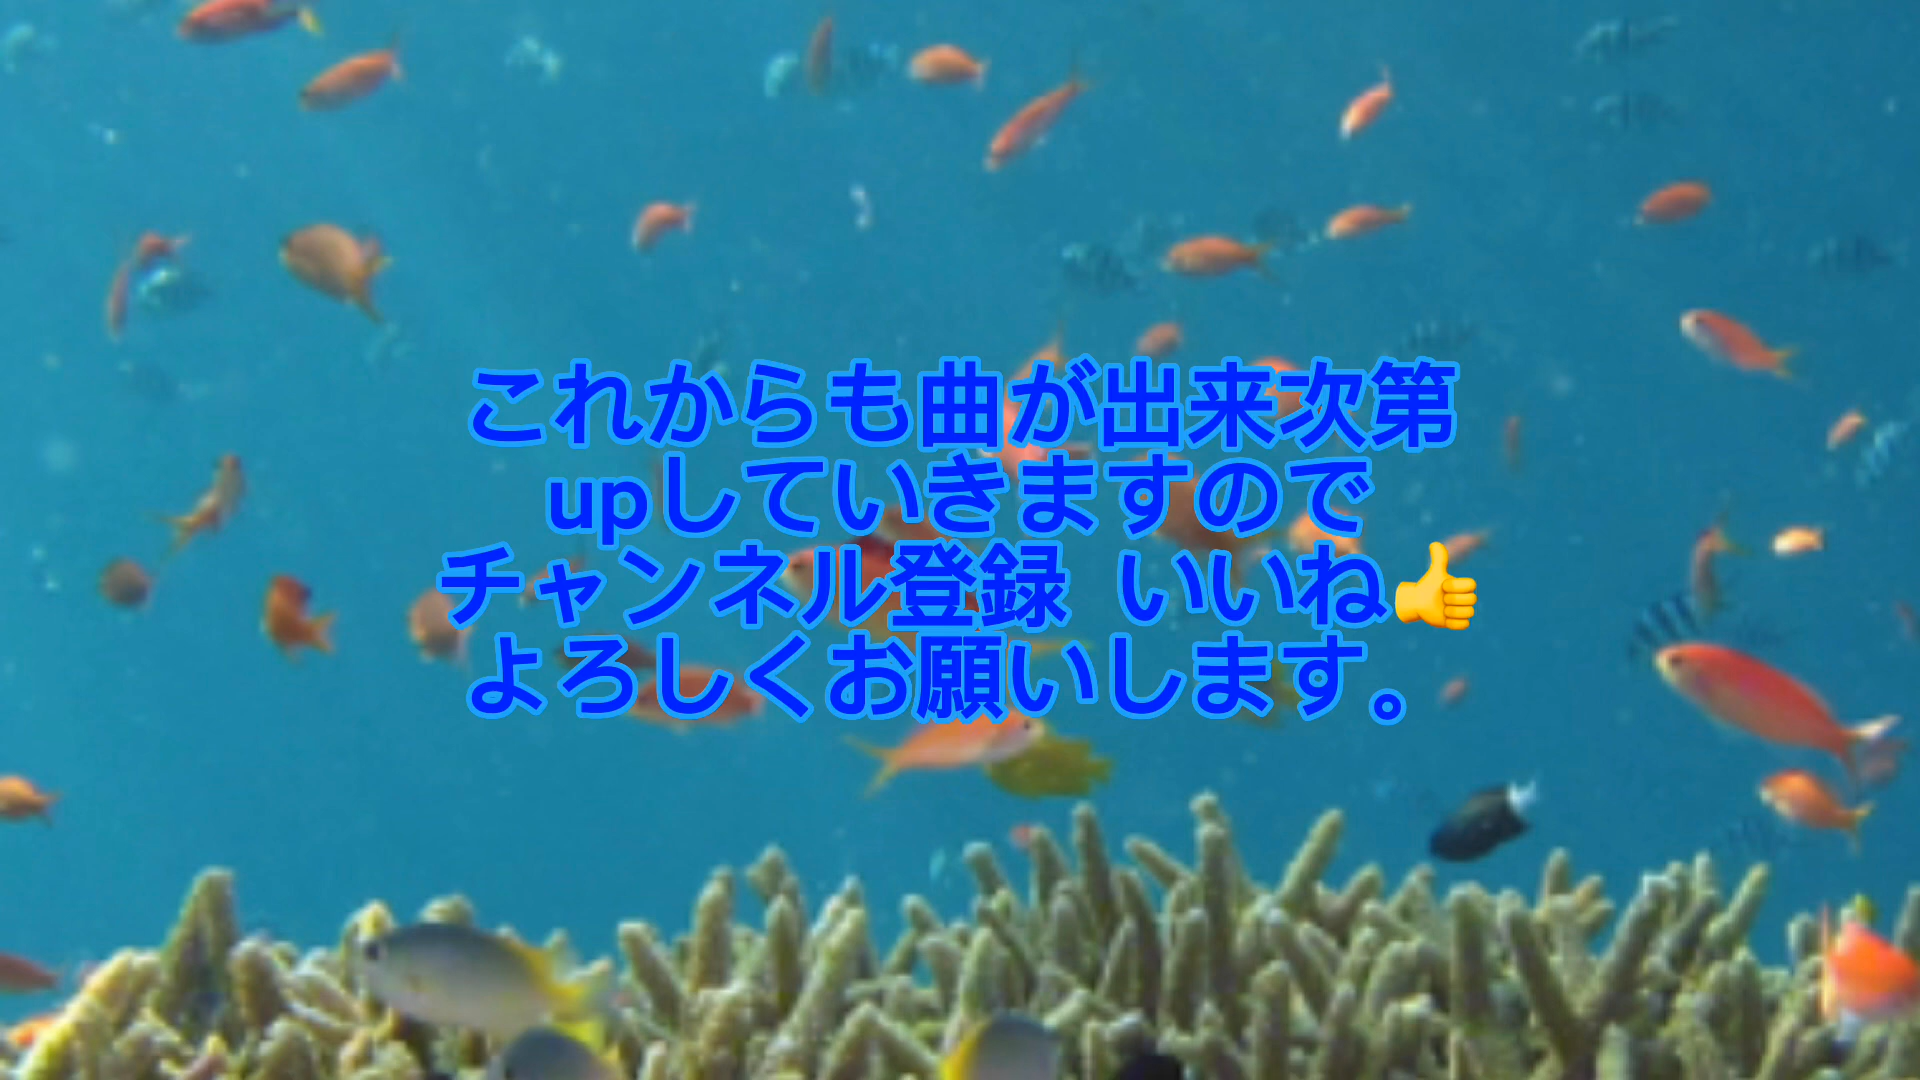 これからも曲が出来次第
upしていきますので
チャンネル登録 いいね👍
よろしくお願いします。